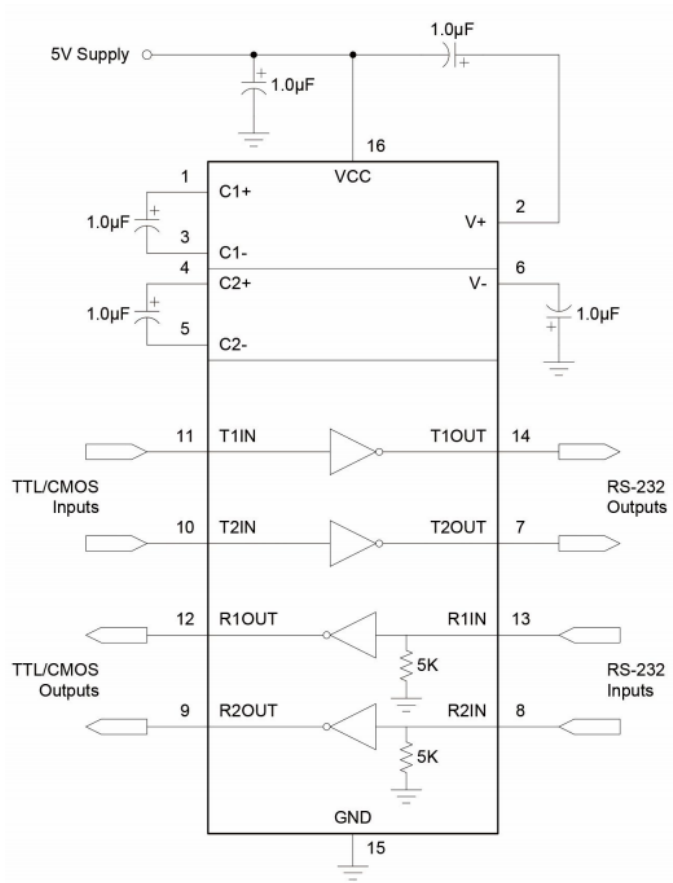 1.0µF
5V Supply
+
+
1.0µF
16
VCC
1
C1+
2
V+
+
1.0µF
3
C1-
4
C2+
6
V-
+
1.0µF
5
C2-
+
1.0µF
11 T1IN T1OUT 14
TTL/CMOS
Inputs
RS-232
Outputs
10 T2IN T2OUT 7
12 R1OUT R1IN 13
5K
TTL/CMOS
Outputs
RS-232
Inputs
9 R2OUT R2IN 8
5K
GND
15